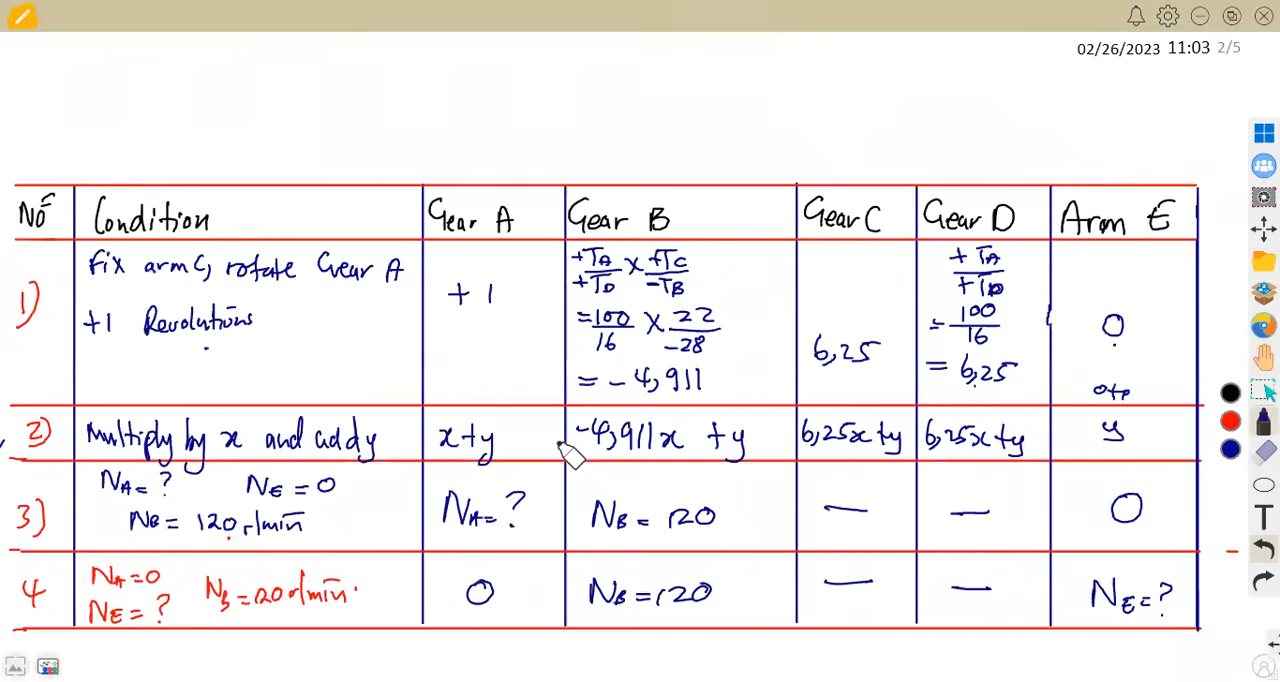 02/26/2023 11:03 2/5
No Condition Gear A Gear B Gear C Gear D Arm E
1) Fix arm C, rotate Gear A
+1 Revolutions
+1
+TA/+TD × +TC/-TB
= 100/16 × 22/-28
= -4,911
6,25
+TA/+TD
= 100/16
= 6,25
0
2) Multiply by x and add y x+y -4,911x + y 6,25x+y 6,25x+y y
3) NA = ? NE = 0
NB = 120 r/min
NA = ? NB = 120 — — 0
4 NA = 0 NB = 120 r/min
NE = ?
0 NB = 120 — — NE = ?
T